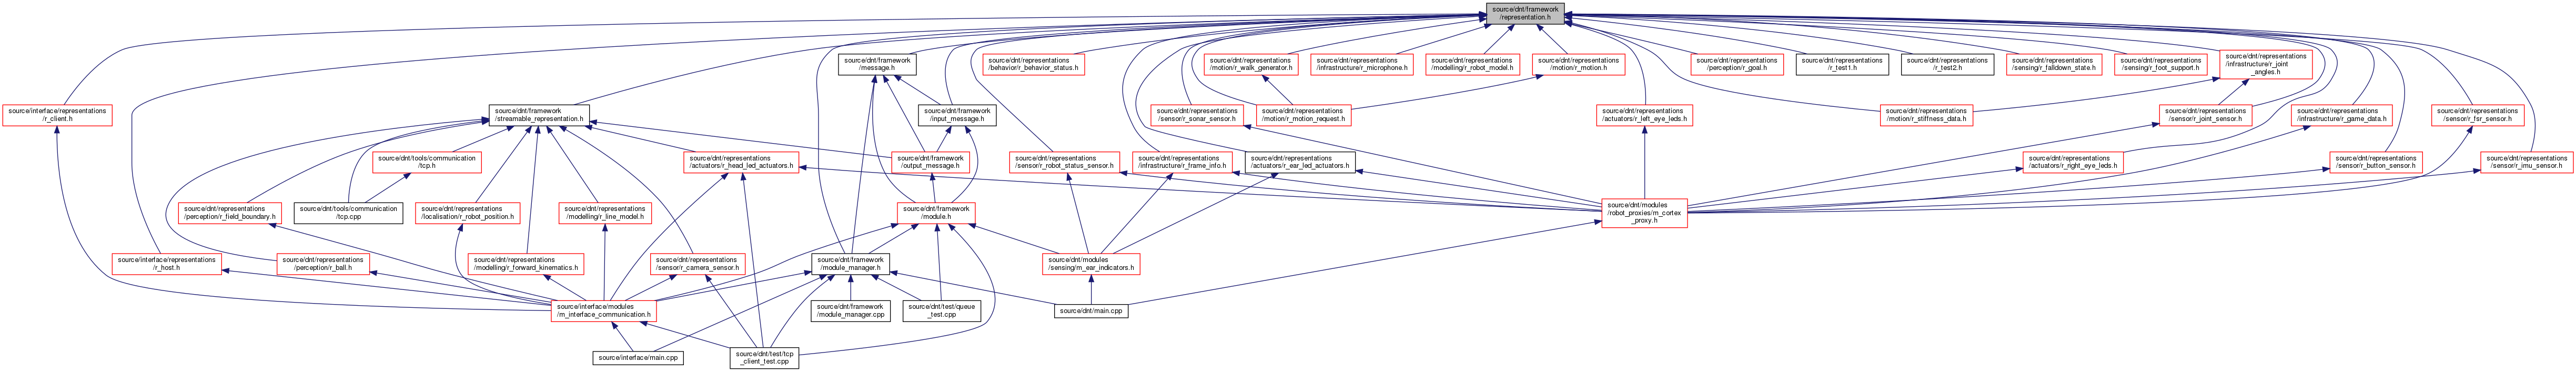 source/dnt/framework
/representation.h
source/dnt/framework
/message.h
source/dnt/representations
/behavior/r_behavior_status.h
source/dnt/representations
/motion/r_walk_generator.h
source/dnt/representations
/infrastructure/r_microphone.h
source/dnt/representations
/modelling/r_robot_model.h
source/dnt/representations
/motion/r_motion.h
source/dnt/representations
/perception/r_goal.h
source/dnt/representations
/r_test1.h
source/dnt/representations
/r_test2.h
source/dnt/representations
/sensing/r_falldown_state.h
source/dnt/representations
/sensing/r_foot_support.h
source/dnt/representations
/infrastructure/r_joint
_angles.h
source/interface/representations
/r_client.h
source/dnt/framework
/streamable_representation.h
source/dnt/framework
/input_message.h
source/dnt/representations
/sensor/r_sonar_sensor.h
source/dnt/representations
/motion/r_motion_request.h
source/dnt/representations
/actuators/r_left_eye_leds.h
source/dnt/representations
/motion/r_stiffness_data.h
source/dnt/representations
/sensor/r_joint_sensor.h
source/dnt/representations
/infrastructure/r_game_data.h
source/dnt/representations
/sensor/r_fsr_sensor.h
source/dnt/tools/communication
/tcp.h
source/dnt/representations
/actuators/r_head_led_actuators.h
source/dnt/framework
/output_message.h
source/dnt/representations
/sensor/r_robot_status_sensor.h
source/dnt/representations
/infrastructure/r_frame_info.h
source/dnt/representations
/actuators/r_ear_led_actuators.h
source/dnt/representations
/actuators/r_right_eye_leds.h
source/dnt/representations
/sensor/r_button_sensor.h
source/dnt/representations
/sensor/r_imu_sensor.h
source/dnt/representations
/perception/r_field_boundary.h
source/dnt/tools/communication
/tcp.cpp
source/dnt/representations
/localisation/r_robot_position.h
source/dnt/representations
/modelling/r_line_model.h
source/dnt/framework
/module.h
source/dnt/modules
/robot_proxies/m_cortex
_proxy.h
source/interface/representations
/r_host.h
source/dnt/representations
/perception/r_ball.h
source/dnt/representations
/modelling/r_forward_kinematics.h
source/dnt/representations
/sensor/r_camera_sensor.h
source/dnt/framework
/module_manager.h
source/dnt/modules
/sensing/m_ear_indicators.h
source/interface/modules
/m_interface_communication.h
source/dnt/framework
/module_manager.cpp
source/dnt/test/queue
_test.cpp
source/dnt/main.cpp
source/interface/main.cpp
source/dnt/test/tcp
_client_test.cpp